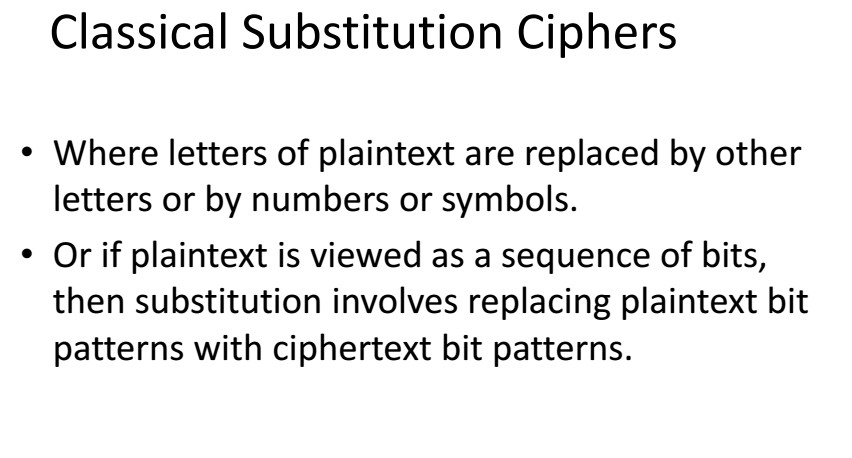 Classical Substitution Ciphers
• Where letters of plaintext are replaced by other
letters or by numbers or symbols.
• Or if plaintext is viewed as a sequence of bits,
then substitution involves replacing plaintext bit
patterns with ciphertext bit patterns.